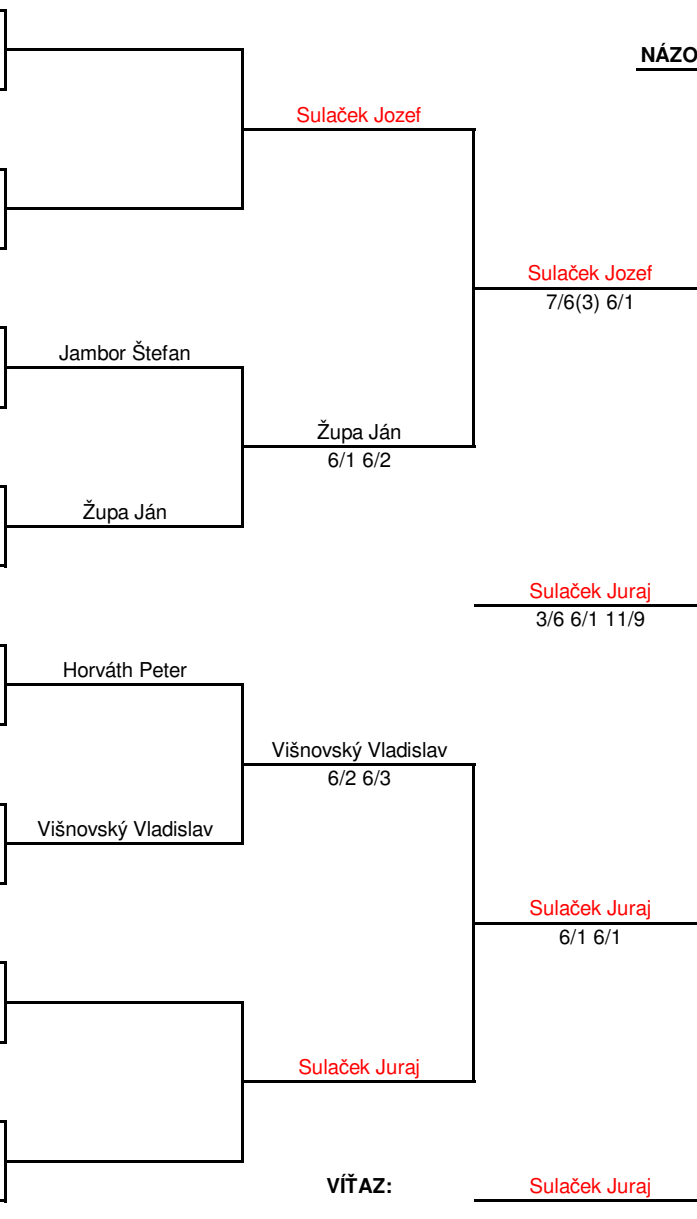 NÁZO
Sulaček Jozef
Sulaček Jozef
7/6(3) 6/1
Jambor Štefan
Župa Ján
6/1 6/2
Župa Ján
Sulaček Juraj
3/6 6/1 11/9
Horváth Peter
Višnovský Vladislav
6/2 6/3
Višnovský Vladislav
Sulaček Juraj
6/1 6/1
Sulaček Juraj
VÍŤAZ: Sulaček Juraj